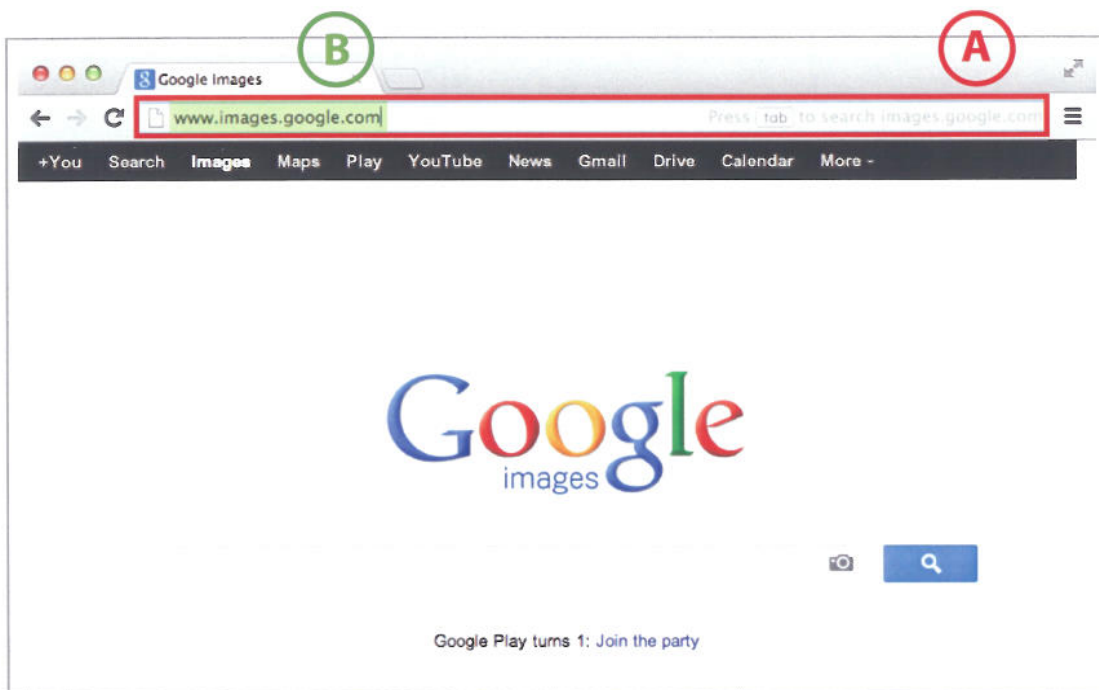 B
A
8 Google Images
www.images.google.com Press tab to search images.google.com
+You Search Images Maps Play YouTube News Gmail Drive Calendar More -
Google
images
Google Play turns 1: Join the party